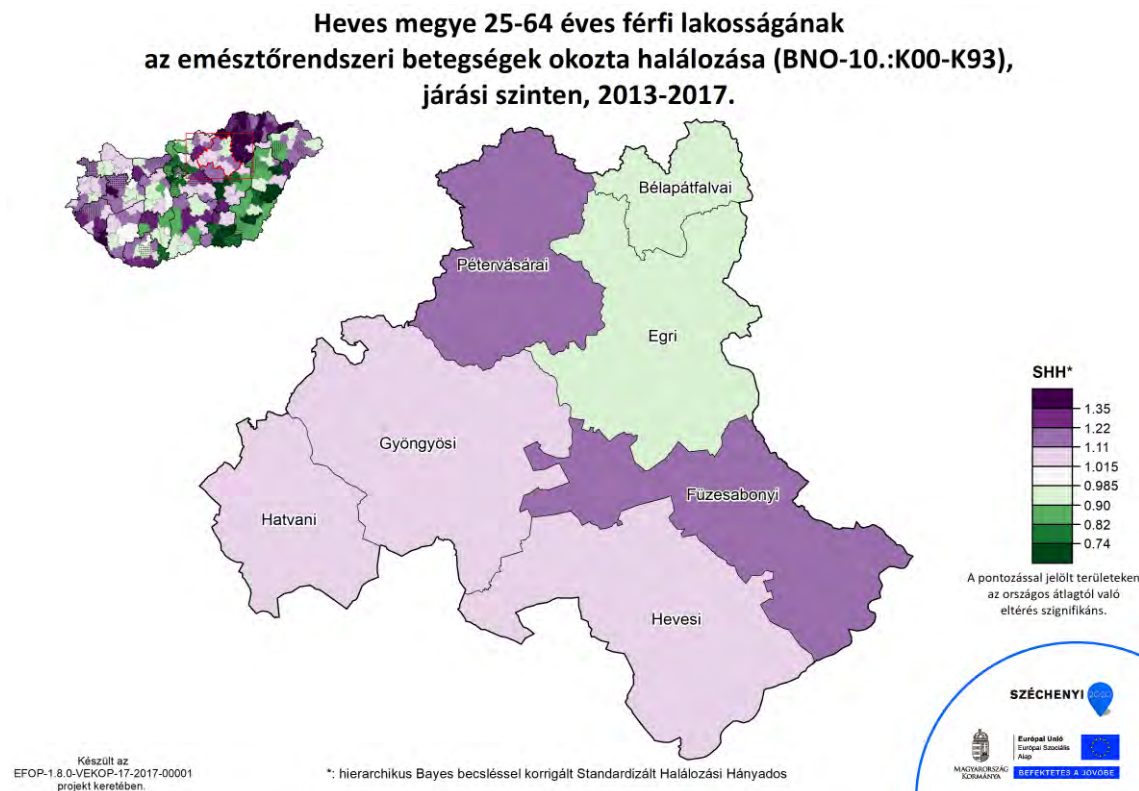 Heves megye 25-64 éves férfi lakosságának
az emésztőrendszeri betegségek okozta halálozása (BNO-10.:K00-K93),
járási szinten, 2013-2017.
Bélapátfalvai
Pétervásárai
Egri
Gyöngyösi
Hatvani
Füzesabonyi
Hevesi
SHH*
1.35
1.22
1.11
1.015
0.985
0.90
0.82
0.74
A pontozással jelölt területeken
az országos átlagtól való
eltérés szignifikáns.
SZÉCHENYI 2020
MAGYARORSZÁG
KORMÁNYA
Európai Unió
Európai Szociális
Alap
BEFEKTETÉS A JÖVŐBE
Készült az
EFOP-1.8.0-VEKOP-17-2017-00001
projekt keretében.
*: hierarchikus Bayes becsléssel korrigált Standardizált Halálozási Hányados